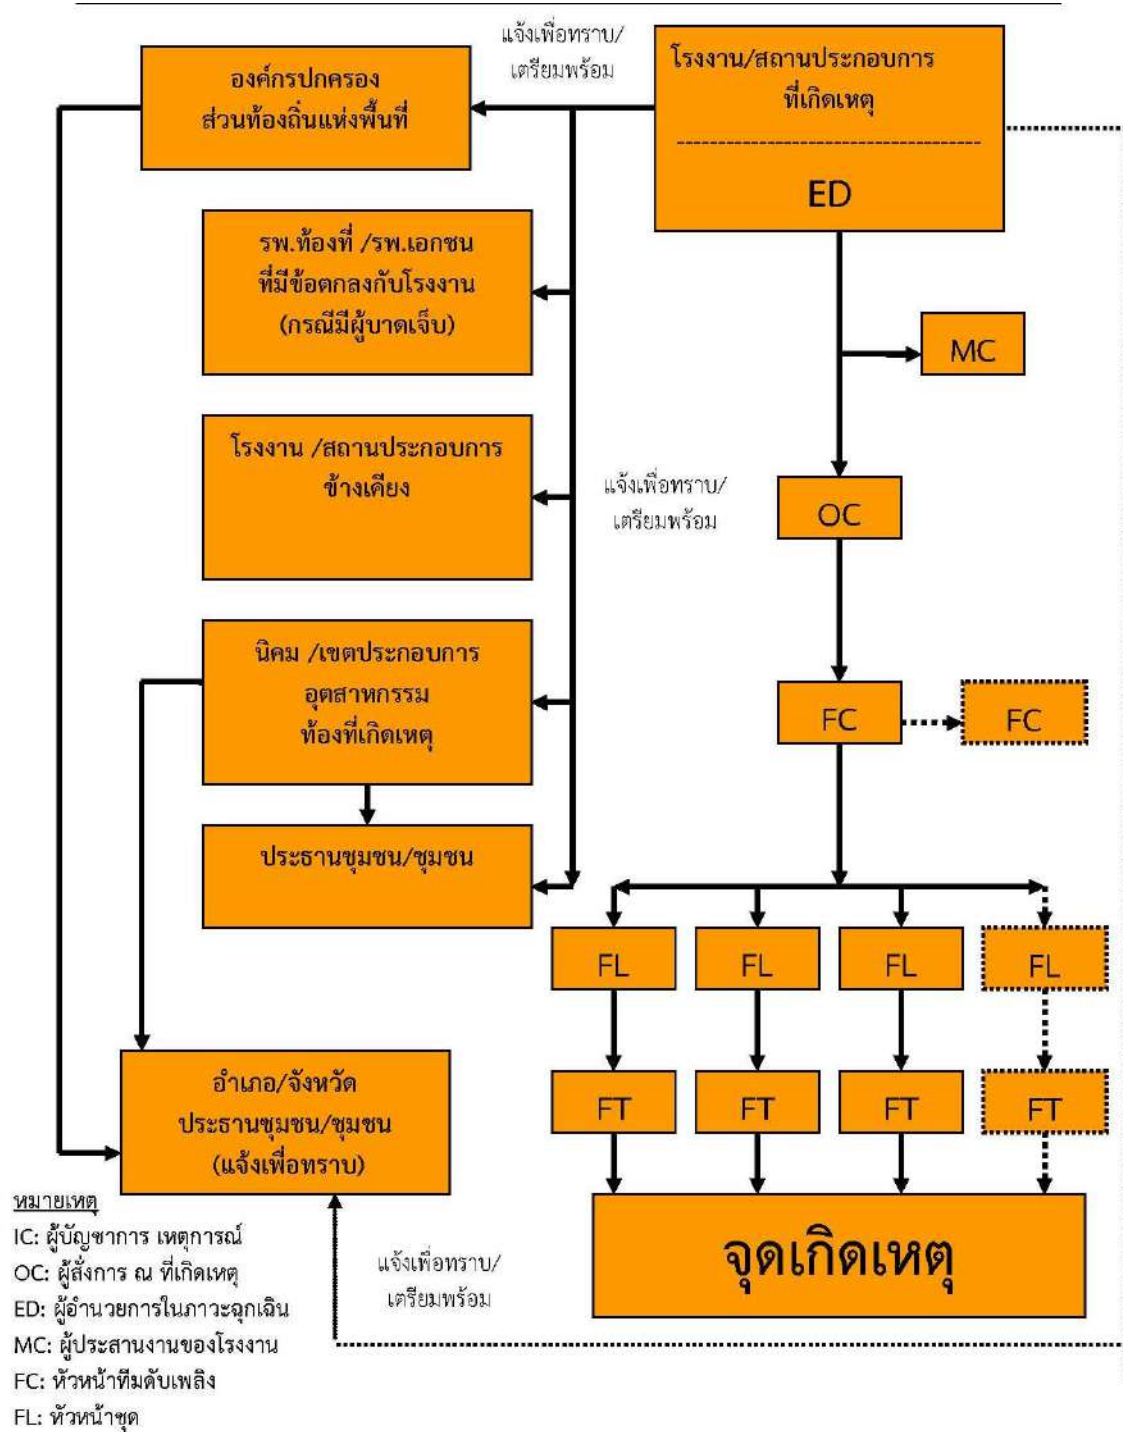 แจ้งเพื่อทราบ/
เตรียมพร้อม
องค์กรปกครอง
ส่วนท้องถิ่นแห่งพื้นที่
โรงงาน/สถานประกอบการ
ที่เกิดเหตุ
ED
รพ.ท้องที่ /รพ.เอกชน
ที่มีข้อตกลงกับโรงงาน
(กรณีมีผู้บาดเจ็บ)
MC
โรงงาน /สถานประกอบการ
ข้างเคียง
แจ้งเพื่อทราบ/
เตรียมพร้อม
OC
นิคม /เขตประกอบการ
อุตสาหกรรม
ท้องที่เกิดเหตุ
FC
FC
ประธานชุมชน/ชุมชน
FL
FL
FL
FL
FT
FT
FT
FT
อำเภอ/จังหวัด
ประธานชุมชน/ชุมชน
(แจ้งเพื่อทราบ)
จุดเกิดเหตุ
แจ้งเพื่อทราบ/
เตรียมพร้อม
หมายเหตุ
IC: ผู้บัญชาการ เหตุการณ์
OC: ผู้สั่งการ ณ ที่เกิดเหตุ
ED: ผู้อำนวยการในภาวะฉุกเฉิน
MC: ผู้ประสานงานของโรงงาน
FC: หัวหน้าทีมดับเพลิง
FL: หัวหน้าชุด